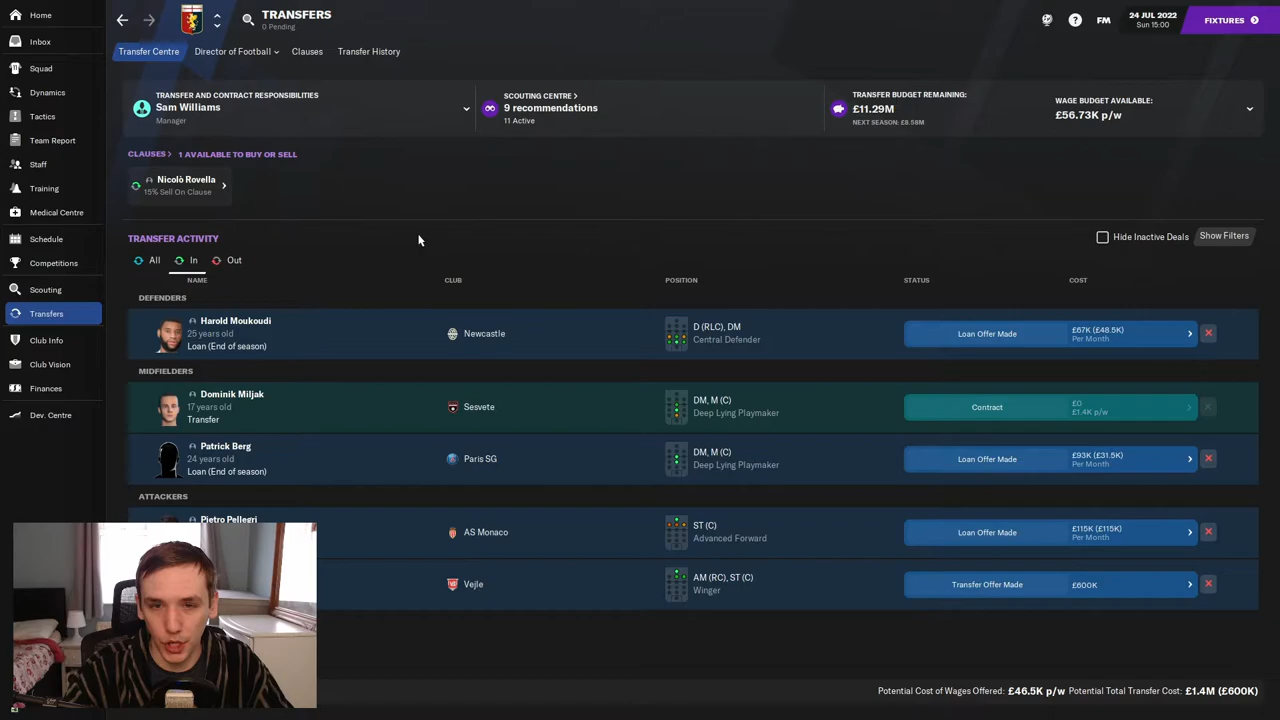 Home
Inbox
Squad
Dynamics
Tactics
Team Report
Staff
Training
Medical Centre
Schedule
Competitions
Scouting
Transfers
Club Info
Club Vision
Finances
Dev. Centre
TRANSFERS
0 Pending
FM
24 JUL 2022
Sun 15:00
FIXTURES
Transfer Centre
Director of Football
Clauses
Transfer History
TRANSFER AND CONTRACT RESPONSIBILITIES
Sam Williams
Manager
SCOUTING CENTRE >
9 recommendations
11 Active
TRANSFER BUDGET REMAINING:
£11.29M
NEXT SEASON: £8.58M
WAGE BUDGET AVAILABLE:
£56.73K p/w
CLAUSES > 1 AVAILABLE TO BUY OR SELL
Nicolò Rovella
15% Sell On Clause
TRANSFER ACTIVITY
Hide Inactive Deals
Show Filters
All In Out
NAME CLUB POSITION STATUS COST
DEFENDERS
Harold Moukoudi
25 years old
Loan (End of season)
Newcastle
D (RLC), DM
Central Defender
Loan Offer Made
£67K (£48.5K)
Per Month
MIDFIELDERS
Dominik Miljak
17 years old
Transfer
Sesvete
DM, M (C)
Deep Lying Playmaker
Contract
£0
£1.4K p/w
Patrick Berg
24 years old
Loan (End of season)
Paris SG
DM, M (C)
Deep Lying Playmaker
Loan Offer Made
£93K (£31.5K)
Per Month
ATTACKERS
Pietro Pellegri
AS Monaco
ST (C)
Advanced Forward
Loan Offer Made
£115K (£115K)
Per Month
Vejle
AM (RC), ST (C)
Winger
Transfer Offer Made
£600K
Potential Cost of Wages Offered: £46.5K p/w Potential Total Transfer Cost: £1.4M (£600K)